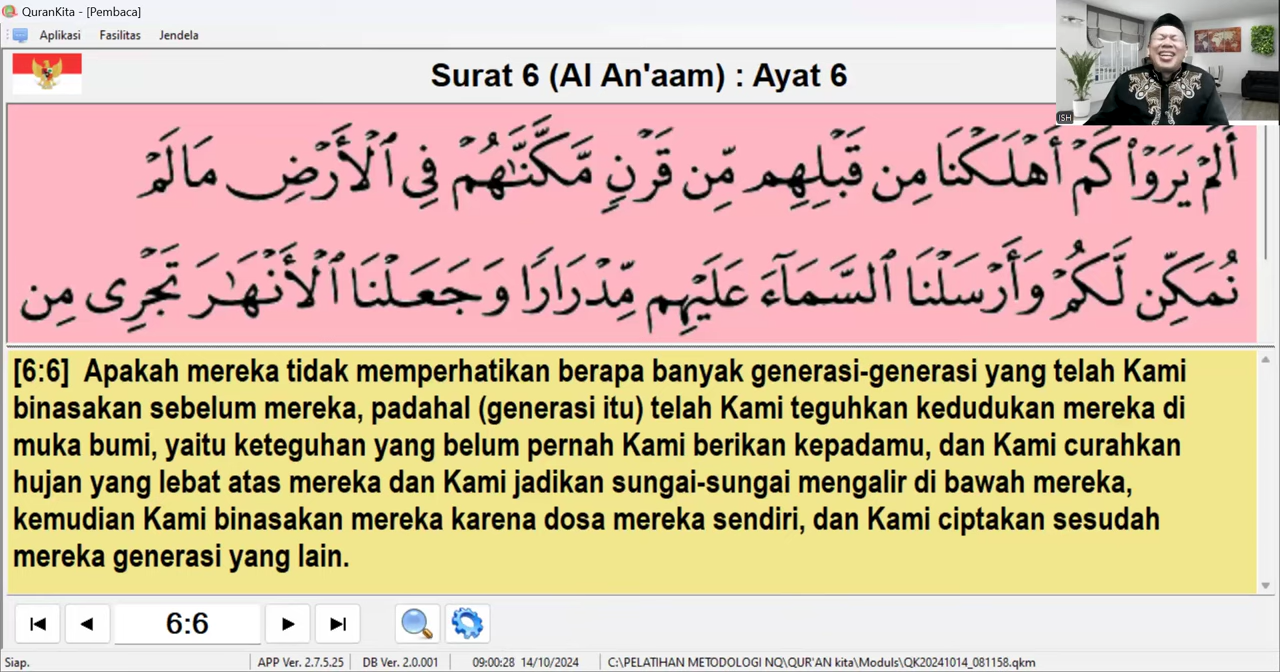 QuranKita - [Pembaca]
Aplikasi Fasilitas Jendela
Surat 6 (Al An'aam) : Ayat 6
ISH
أَلَمۡ يَرَوۡاْ كَمۡ أَهۡلَكۡنَا مِن قَبۡلِهِم مِّن قَرۡنٖ مَّكَّنَّٰهُمۡ فِي ٱلۡأَرۡضِ مَا لَمۡ
نُمَكِّن لَّكُمۡ وَأَرۡسَلۡنَا ٱلسَّمَآءَ عَلَيۡهِم مِّدۡرَارٗا وَجَعَلۡنَا ٱلۡأَنۡهَٰرَ تَجۡرِي مِن
[6:6] Apakah mereka tidak memperhatikan berapa banyak generasi-generasi yang telah Kami
binasakan sebelum mereka, padahal (generasi itu) telah Kami teguhkan kedudukan mereka di
muka bumi, yaitu keteguhan yang belum pernah Kami berikan kepadamu, dan Kami curahkan
hujan yang lebat atas mereka dan Kami jadikan sungai-sungai mengalir di bawah mereka,
kemudian Kami binasakan mereka karena dosa mereka sendiri, dan Kami ciptakan sesudah
mereka generasi yang lain.
6:6
Siap. APP Ver. 2.7.5.25 DB Ver. 2.0.001 09:00:28 14/10/2024 C:\PELATIHAN METODOLOGI NQ\QUR'AN kita\Moduls\QK20241014_081158.qkm